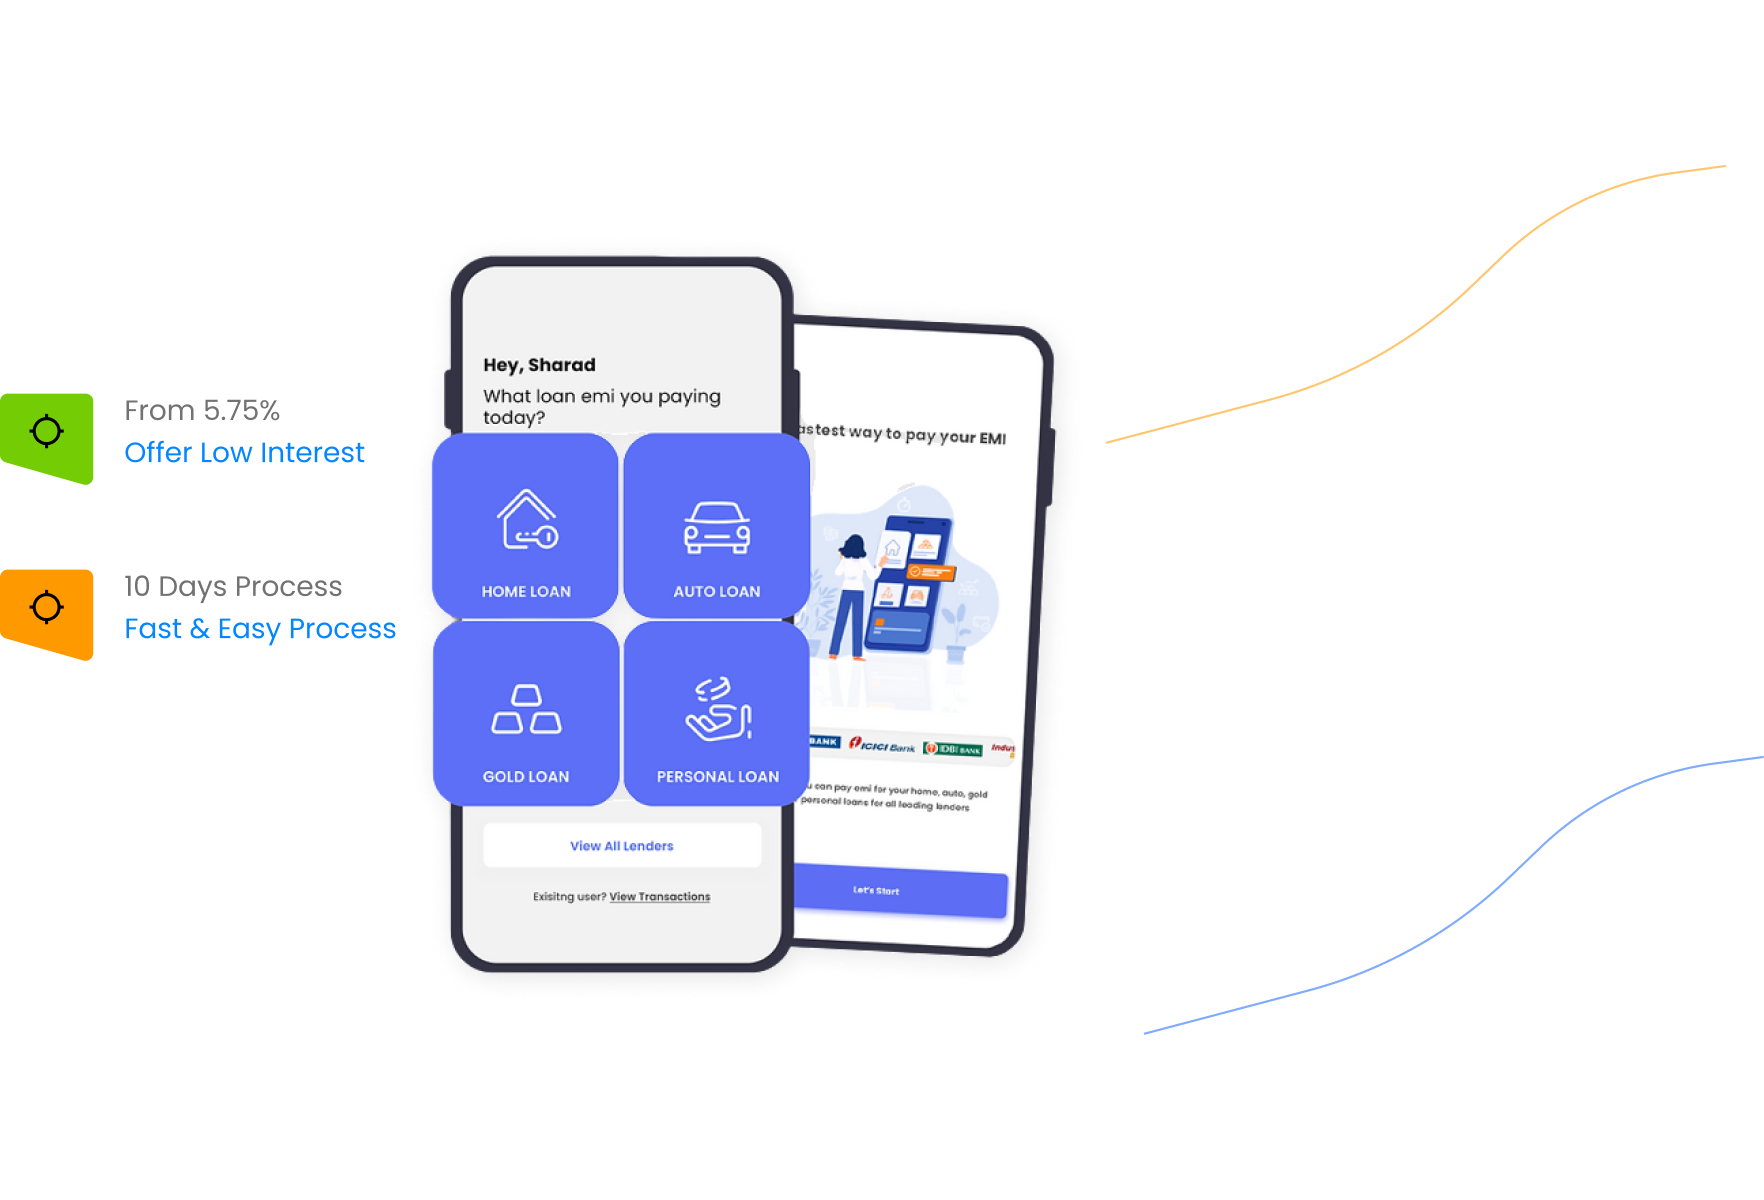 From 5.75%
Offer Low Interest
10 Days Process
Fast & Easy Process
Hey, Sharad
What loan emi you paying
today?
HOME LOAN
AUTO LOAN
GOLD LOAN
PERSONAL LOAN
View All Lenders
Exisitng user? View Transactions
astest way to pay your EMI
BANK
ICICI Bank
IDBI BANK
Indus
u can pay emi for your home, auto, gold
personal loans for all leading lenders
Let's Start